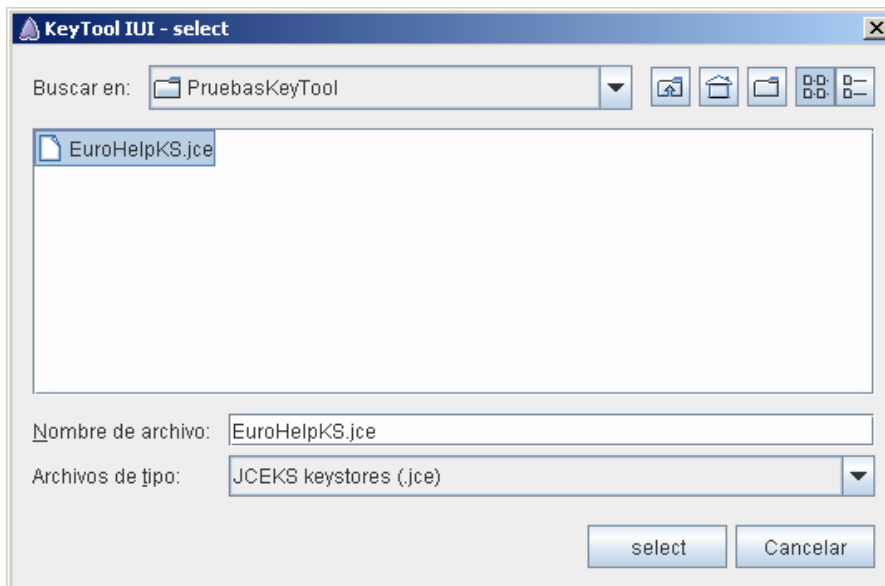 KeyTool IUI - select
Buscar en: PruebasKeyTool
EuroHelpKS.jce
Nombre de archivo: EuroHelpKS.jce
Archivos de tipo: JCEKS keystores (.jce)
select Cancelar